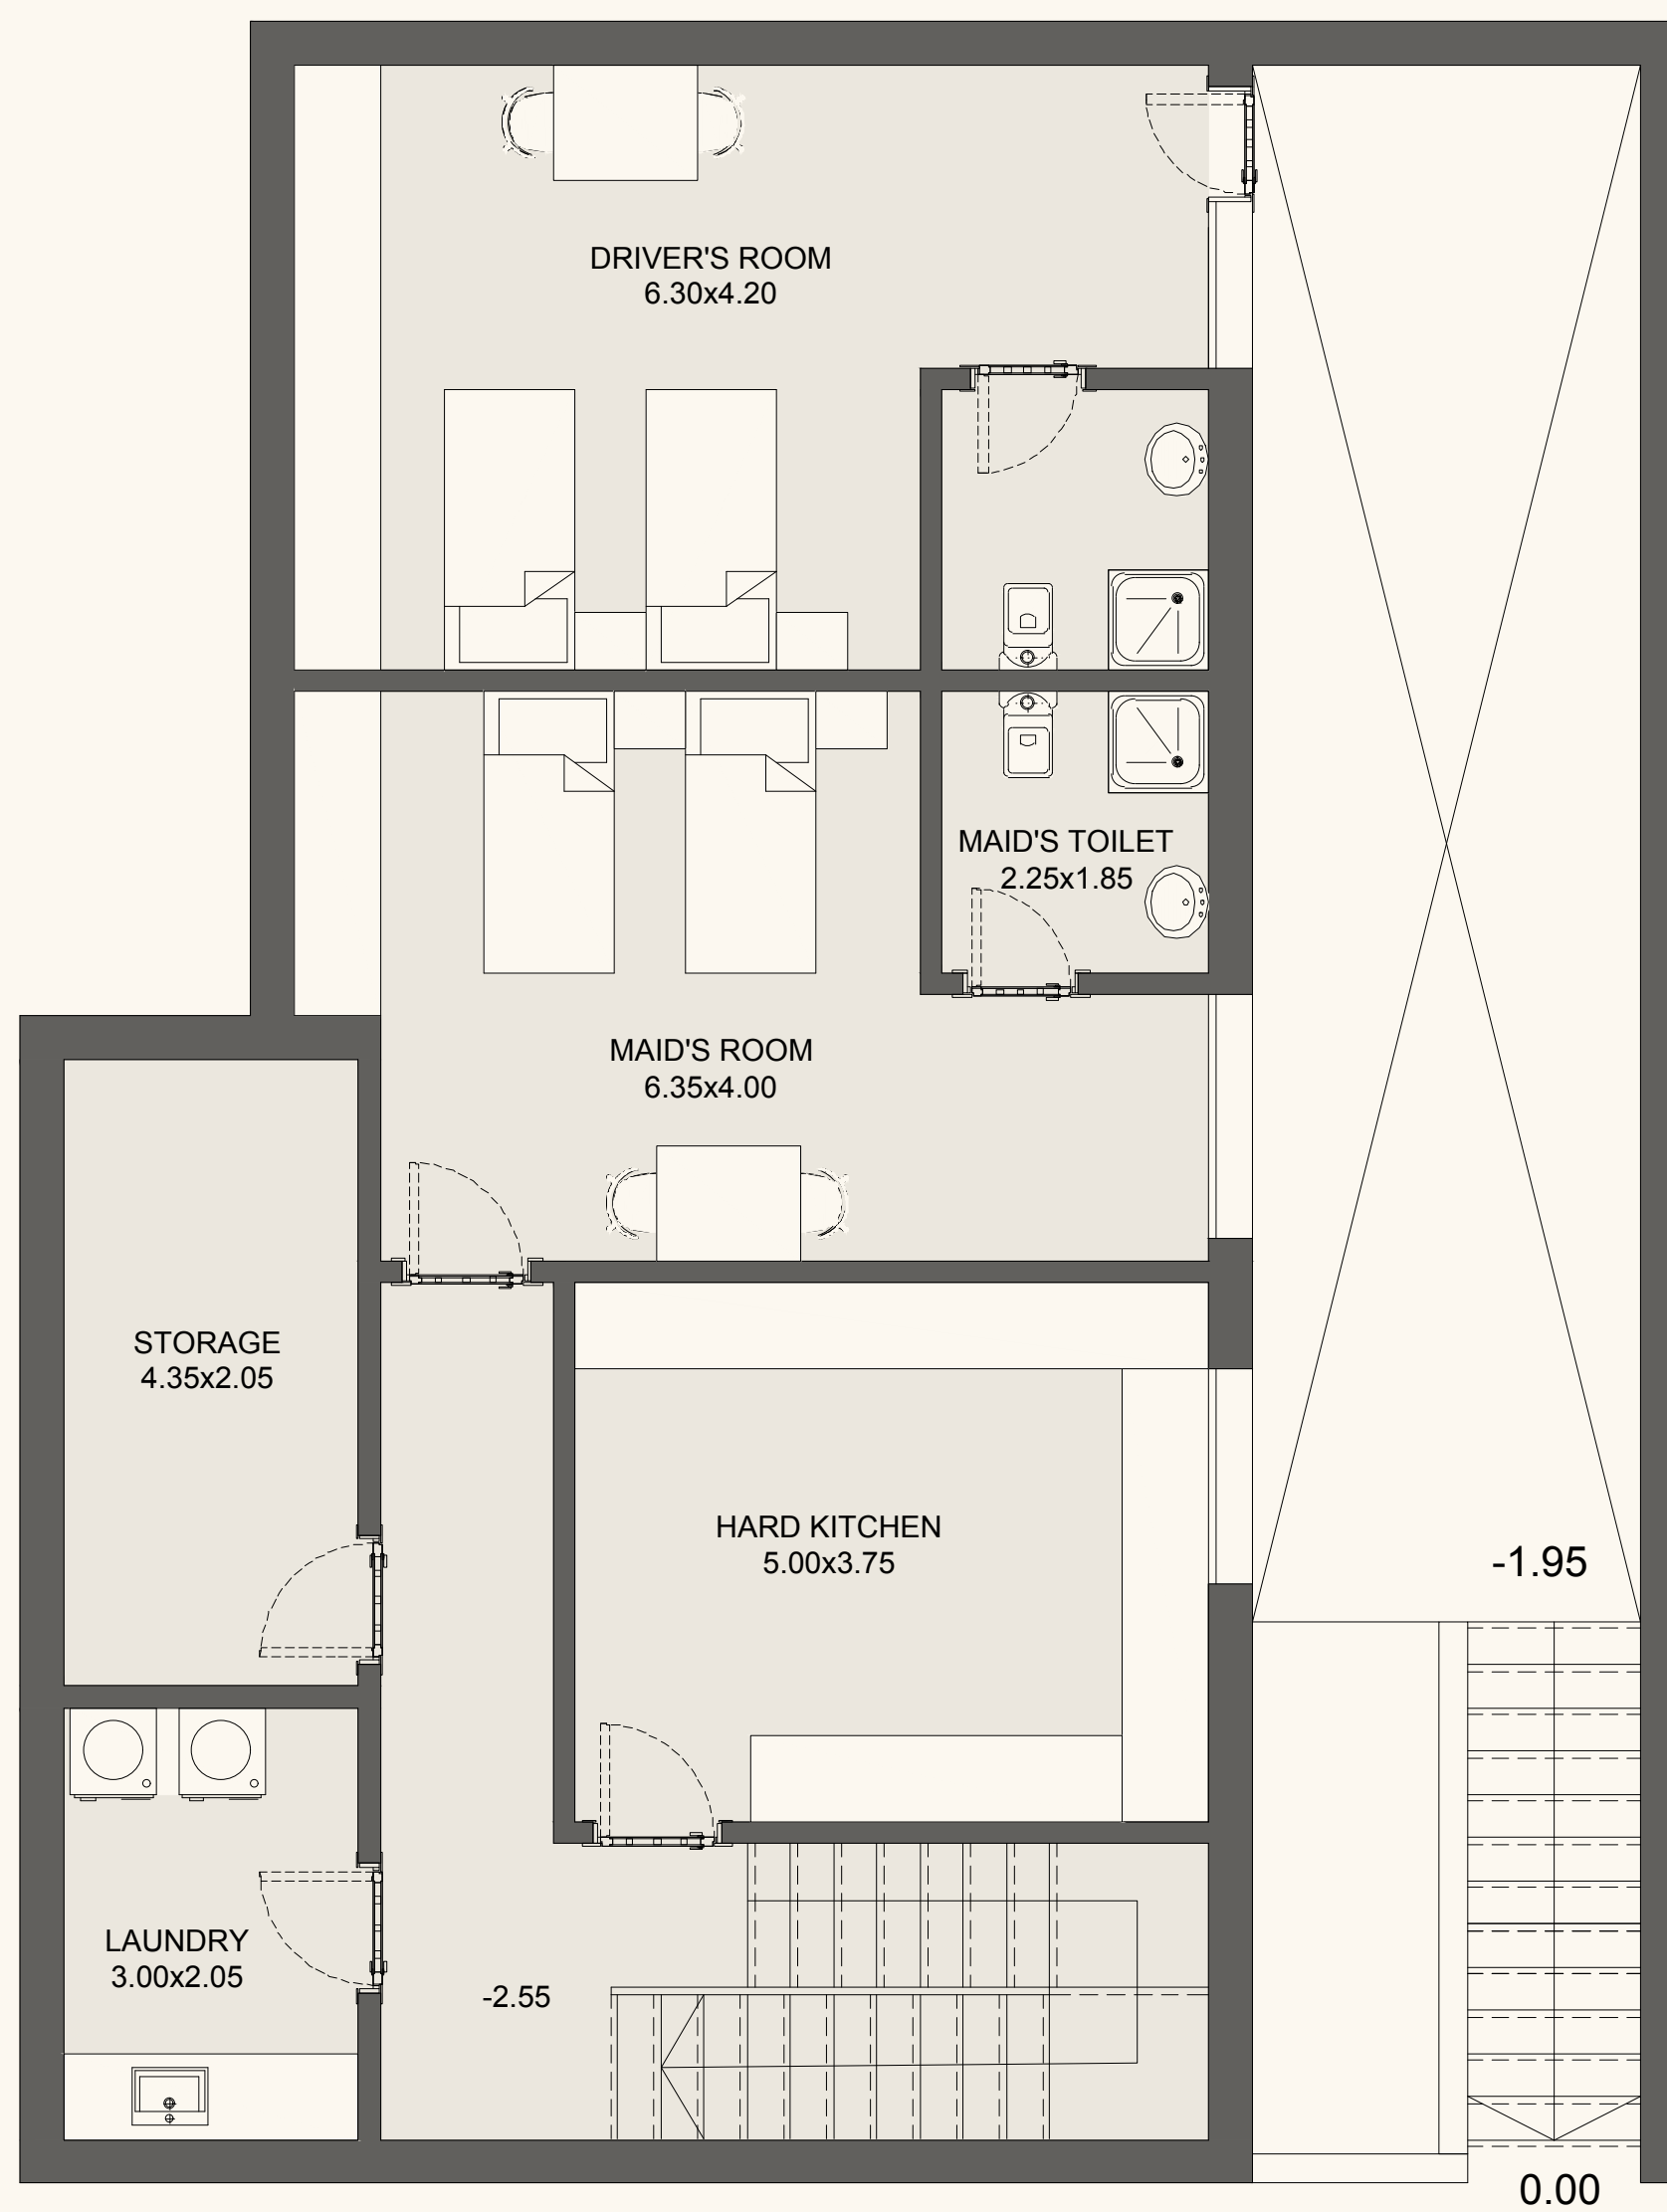 DRIVER'S ROOM
6.30x4.20
MAID'S TOILET
2.25x1.85
MAID'S ROOM
6.35x4.00
STORAGE
4.35x2.05
HARD KITCHEN
5.00x3.75
-1.95
LAUNDRY
3.00x2.05
-2.55
0.00